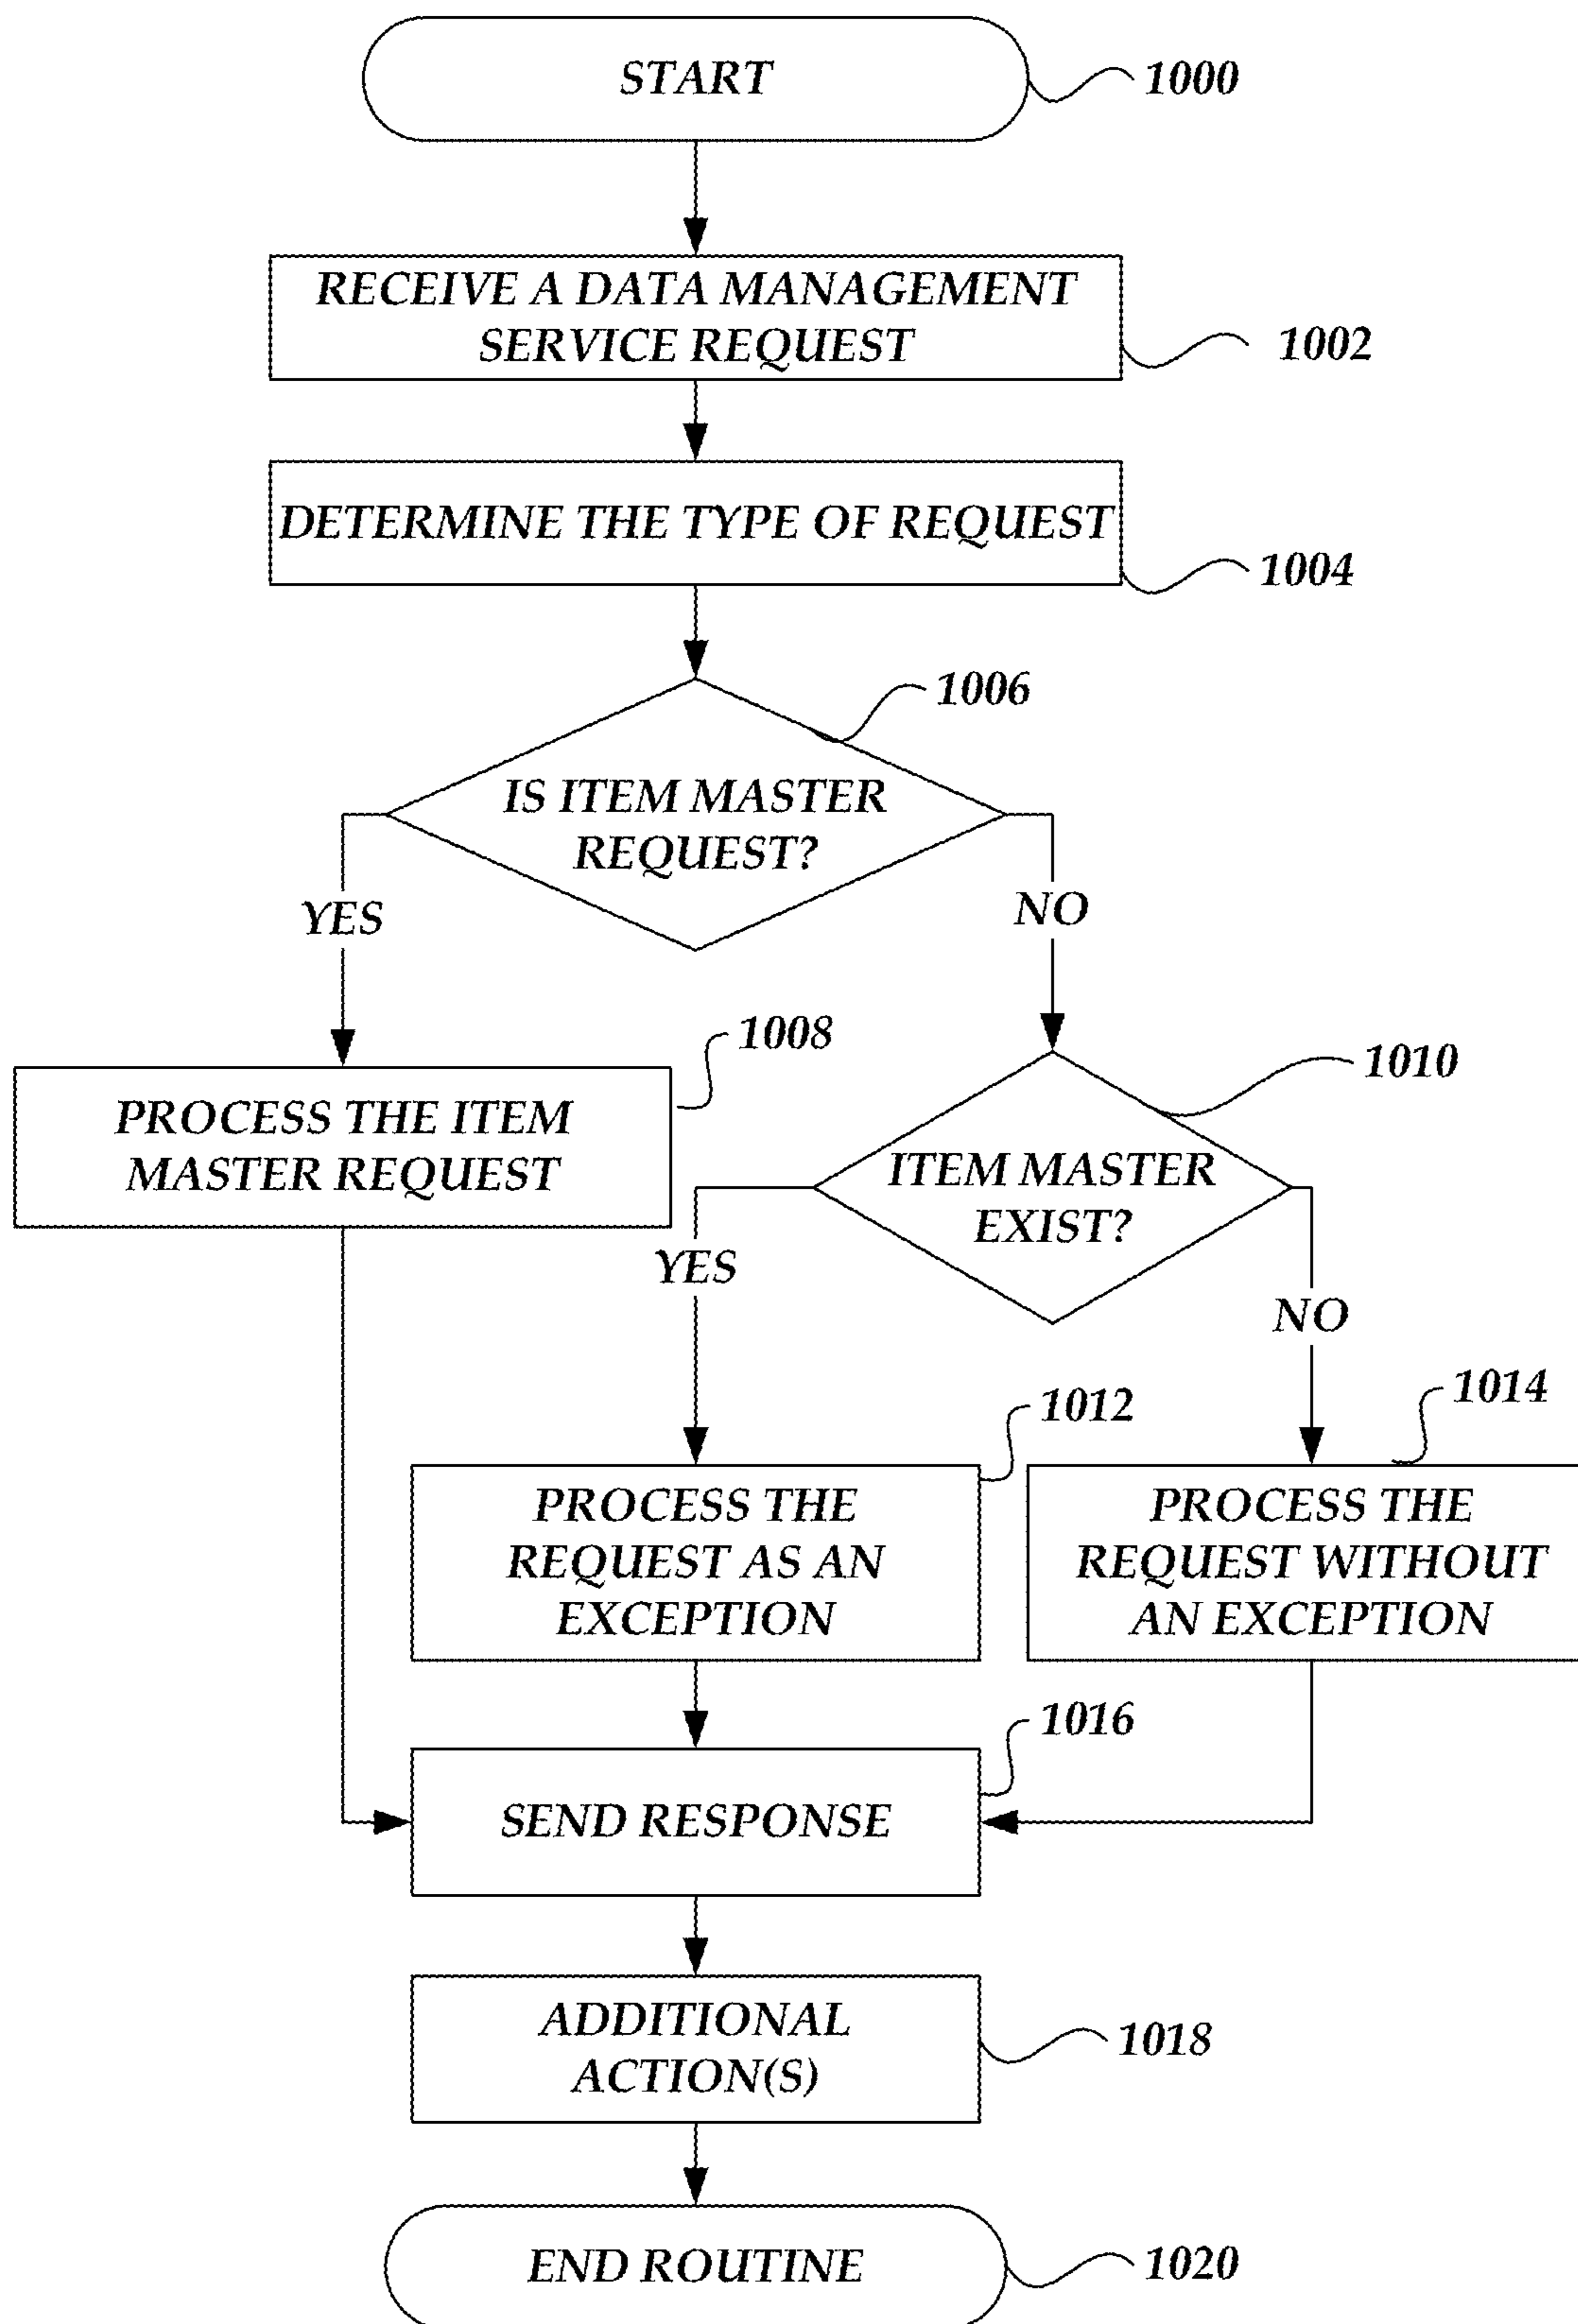 START
1000
RECEIVE A DATA MANAGEMENT
SERVICE REQUEST
1002
DETERMINE THE TYPE OF REQUEST
1004
1006
IS ITEM MASTER
REQUEST?
YES
NO
1008
PROCESS THE ITEM
MASTER REQUEST
1010
ITEM MASTER
EXIST?
YES
NO
1012
PROCESS THE
REQUEST AS AN
EXCEPTION
1014
PROCESS THE
REQUEST WITHOUT
AN EXCEPTION
1016
SEND RESPONSE
ADDITIONAL
ACTION(S)
1018
END ROUTINE
1020